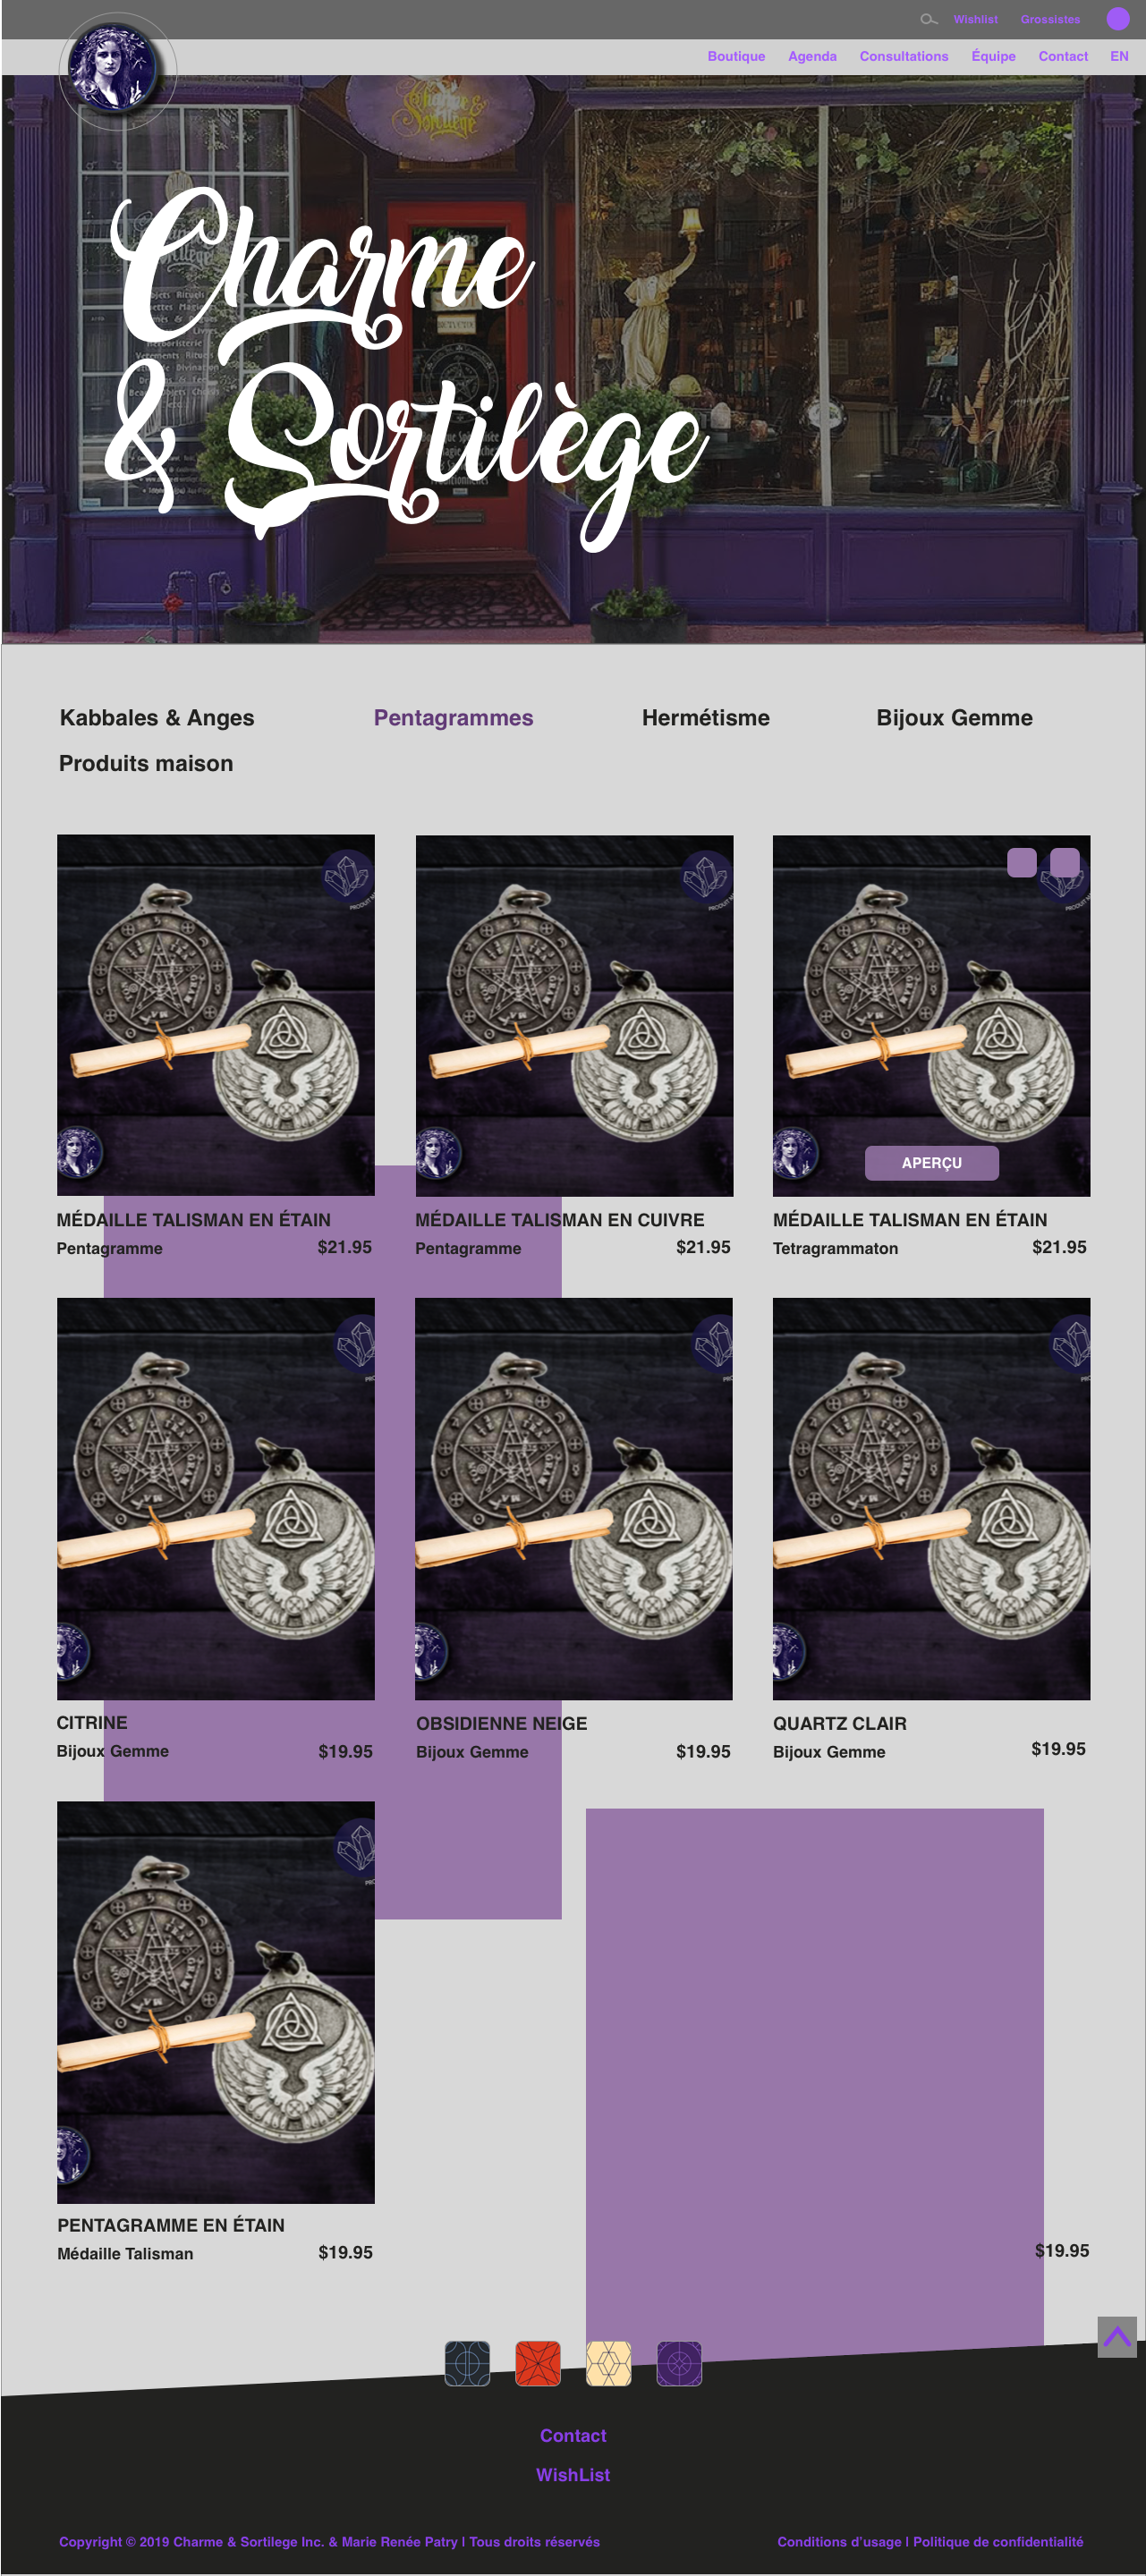 Wishlist Grossistes
Boutique Agenda Consultations Équipe Contact EN
Charme & Sortilège
Charme
& Sortilège
Kabbales & Anges Pentagrammes Hermétisme Bijoux Gemme
Produits maison
APERÇU
MÉDAILLE TALISMAN EN ÉTAIN
Pentagramme $21.95
MÉDAILLE TALISMAN EN CUIVRE
Pentagramme $21.95
MÉDAILLE TALISMAN EN ÉTAIN
Tetragrammaton $21.95
CITRINE
Bijoux Gemme $19.95
OBSIDIENNE NEIGE
Bijoux Gemme $19.95
QUARTZ CLAIR
Bijoux Gemme $19.95
PENTAGRAMME EN ÉTAIN
Médaille Talisman $19.95
$19.95
Contact
WishList
Copyright © 2019 Charme & Sortilege Inc. & Marie Renée Patry | Tous droits réservés
Conditions d'usage | Politique de confidentialité